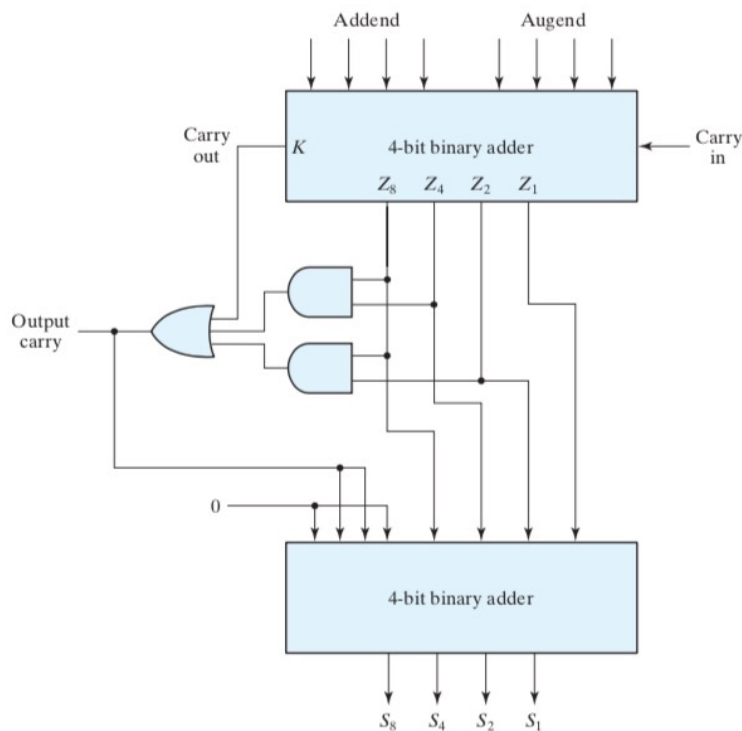 Addend Augend
Carry out
K 4-bit binary adder
Carry in
Z8 Z4 Z2 Z1
Output carry
0
4-bit binary adder
S8 S4 S2 S1